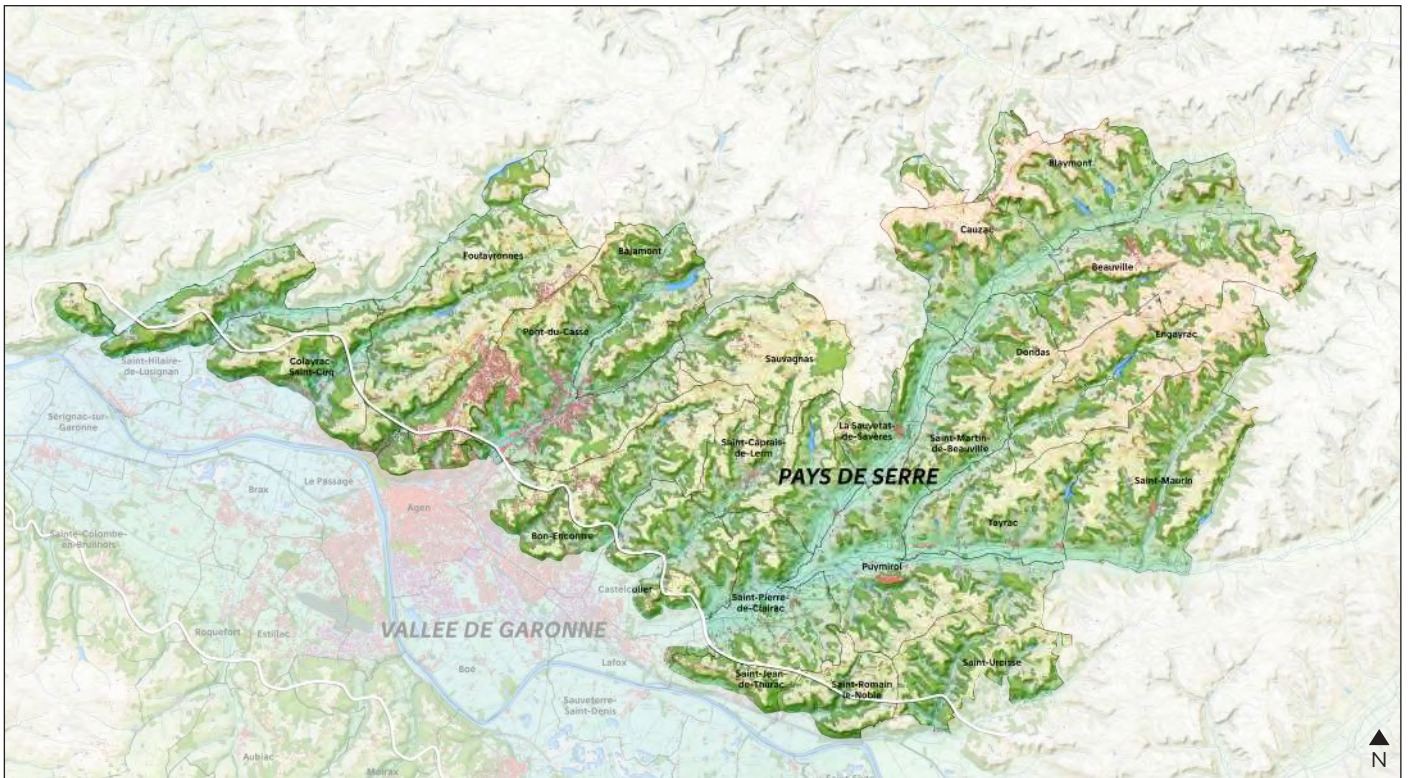 Blaymont
Cauzac
Foulayronnes
Bajamont
Beauville
Engayrac
Pont-du-Casse
Dondas
Sauvagnas
Colayrac-
Saint-Cirq
Saint-Hilaire-
de-Lusignan
Sérignac-sur-
Garonne
La Sauvetat-
de-Savères
Saint-Martin-
de-Beauville
Saint-Caprais-
de-Lerm
PAYS DE SERRE
Saint-Maurin
Brax
Le Passage
Agen
Tayrac
Sainte-Colombe-
en-Bruilhois
Bon-Encontre
Puymirol
Castelculier
Saint-Pierre-
de-Clairac
Roquefort
Estillac
VALLEE DE GARONNE
Boé
Lafox
Saint-Urcisse
Saint-Jean-
de-Thurac
Saint-Romain
le-Noble
Sauveterre-
Saint-Denis
Aubiac
Moirax
N